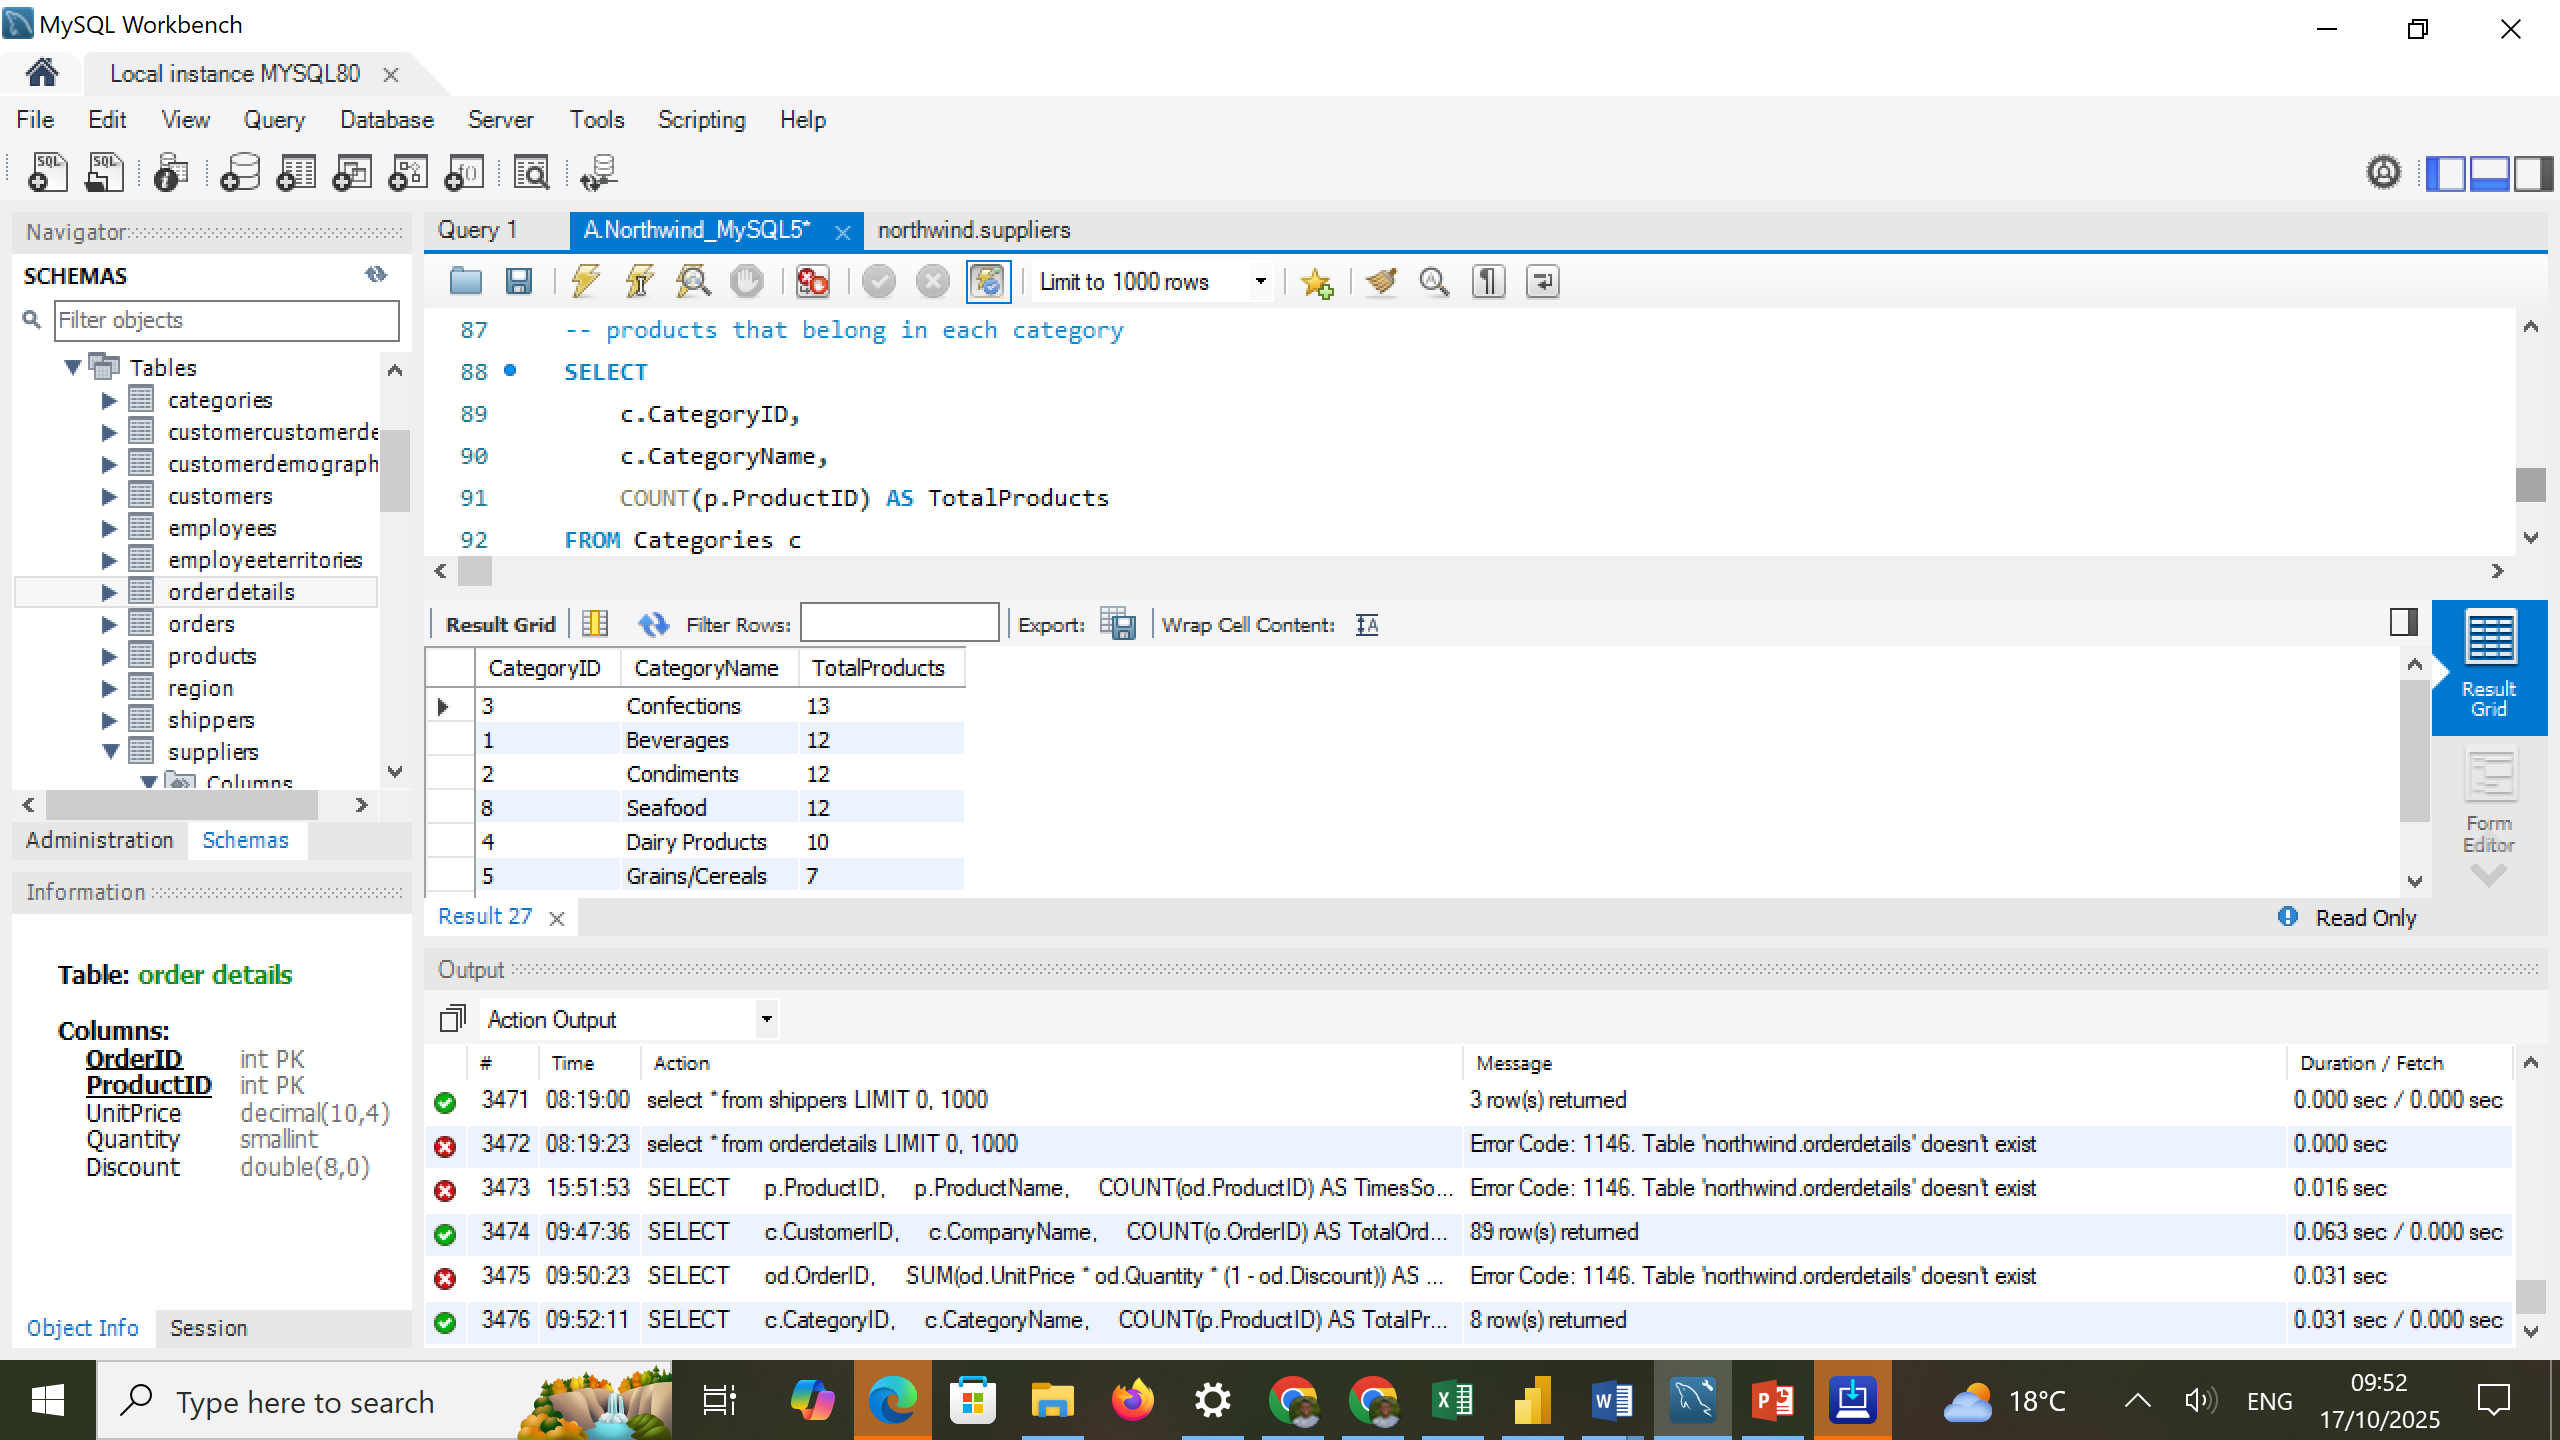 MySQL Workbench
Local instance MYSQL80
File Edit View Query Database Server Tools Scripting Help
Navigator
SCHEMAS
Filter objects
Tables
categories
customercustomerde
customerdemograph
customers
employees
employeeterritories
order details
orders
products
region
shippers
suppliers
Columns
Administration Schemas
Information
Table: order details
Columns:
OrderID int PK
ProductID int PK
UnitPrice decimal(10,4)
Quantity smallint
Discount double(8,0)
Object Info Session
Query 1 A.Northwind_MySQL5* northwind.suppliers
Limit to 1000 rows
87 -- products that belong in each category
88 SELECT
89 c.CategoryID,
90 c.CategoryName,
91 COUNT(p.ProductID) AS TotalProducts
92 FROM Categories c
Result Grid Filter Rows: Export: Wrap Cell Content:
CategoryID CategoryName TotalProducts
3 Confections 13
1 Beverages 12
2 Condiments 12
8 Seafood 12
4 Dairy Products 10
5 Grains/Cereals 7
Result Grid
Form Editor
Result 27 Read Only
Output
Action Output
# Time Action Message Duration / Fetch
3471 08:19:00 select * from shippers LIMIT 0, 1000 3 row(s) returned 0.000 sec / 0.000 sec
3472 08:19:23 select * from orderdetails LIMIT 0, 1000 Error Code: 1146. Table 'northwind.orderdetails' doesn't exist 0.000 sec
3473 15:51:53 SELECT p.ProductID, p.ProductName, COUNT(od.ProductID) AS TimesSo... Error Code: 1146. Table 'northwind.orderdetails' doesn't exist 0.016 sec
3474 09:47:36 SELECT c.CustomerID, c.CompanyName, COUNT(o.OrderID) AS TotalOrd... 89 row(s) returned 0.063 sec / 0.000 sec
3475 09:50:23 SELECT od.OrderID, SUM(od.UnitPrice * od.Quantity * (1 - od.Discount)) AS ... Error Code: 1146. Table 'northwind.orderdetails' doesn't exist 0.031 sec
3476 09:52:11 SELECT c.CategoryID, c.CategoryName, COUNT(p.ProductID) AS TotalPr... 8 row(s) returned 0.031 sec / 0.000 sec
Type here to search
18°C
ENG
09:52
17/10/2025